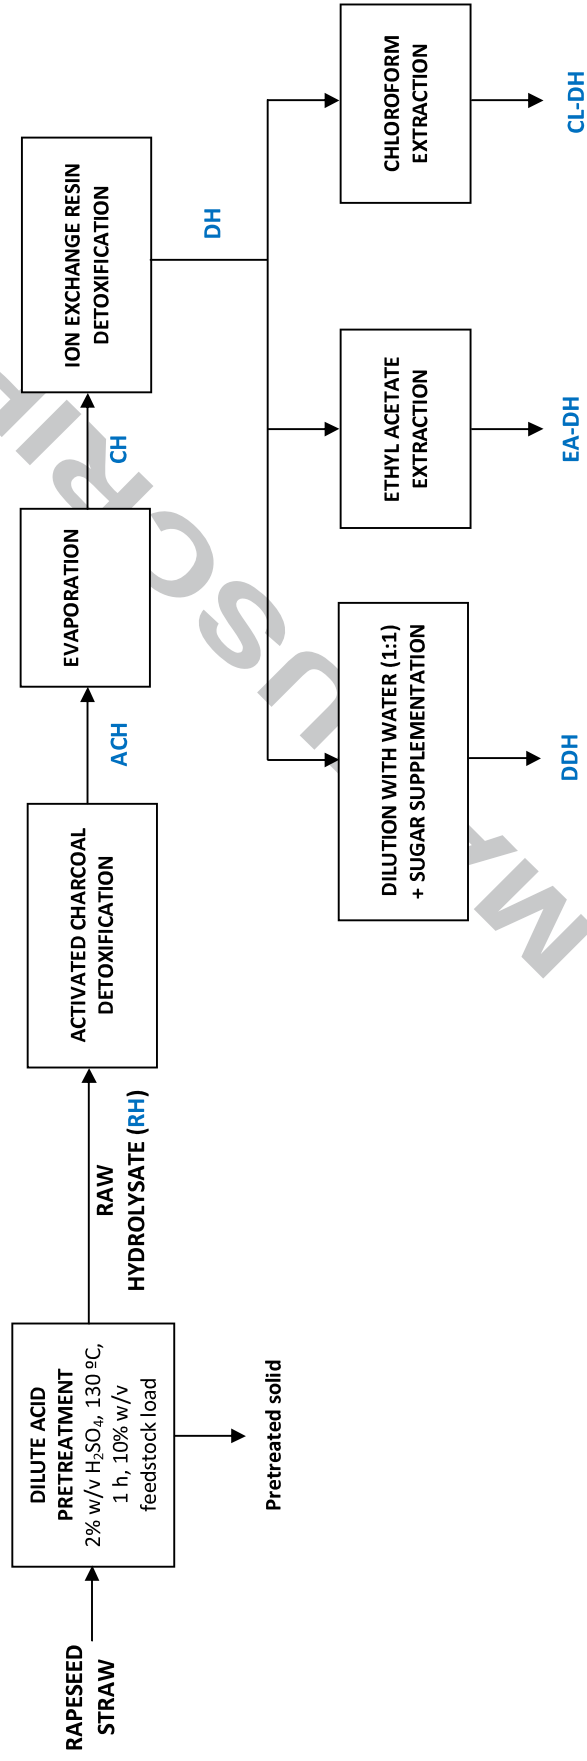 RAPESEED
STRAW
DILUTE ACID
PRETREATMENT
2% w/v H₂SO₄, 130 ºC,
1 h, 10% w/v
feedstock load
Pretreated solid
RAW
HYDROLYSATE (RH)
ACTIVATED CHARCOAL
DETOXIFICATION
ACH
EVAPORATION
CH
ION EXCHANGE RESIN
DETOXIFICATION
DH
DILUTION WITH WATER (1:1)
+ SUGAR SUPPLEMENTATION
DDH
ETHYL ACETATE
EXTRACTION
EA-DH
CHLOROFORM
EXTRACTION
CL-DH